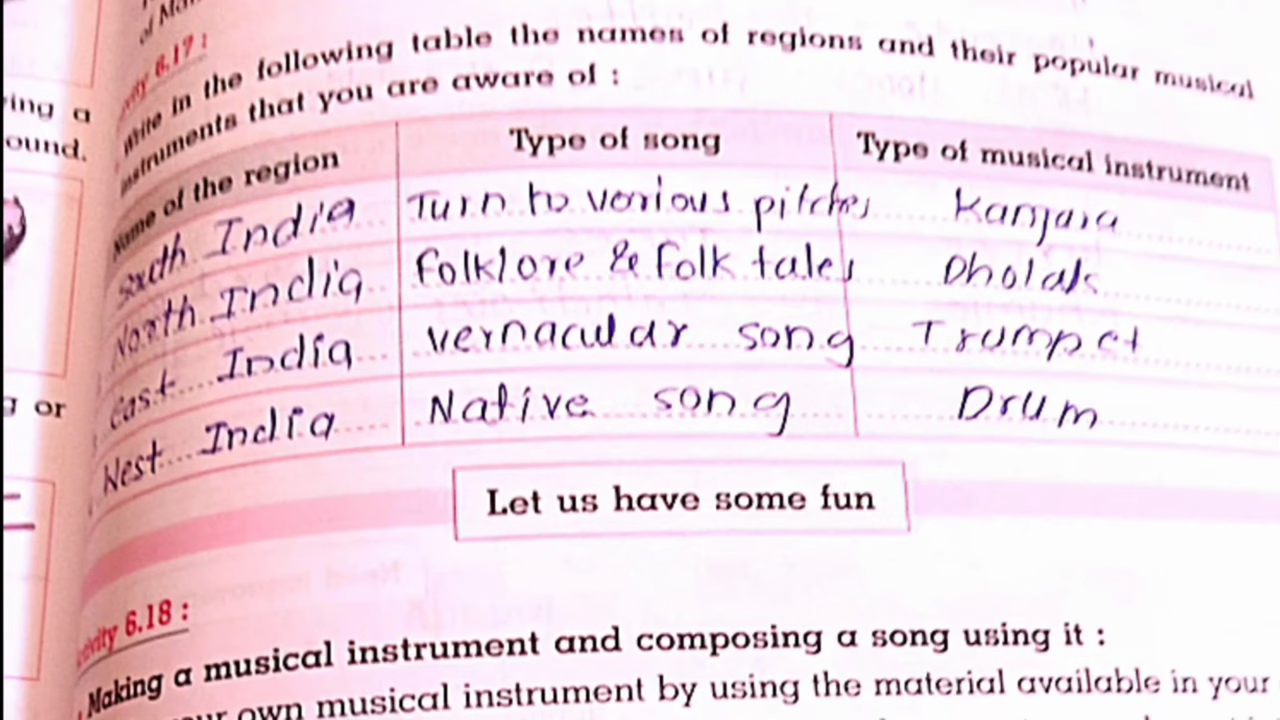 of
6.17 :
Write in the following table the names of regions and their popular musical
instruments that you are aware of :
Name of the region Type of song Type of musical instrument
South India Turn to various pitches Kanjara
North India folklore & folk tales Dholak
East India vernacular song Trumpet
West India Native song Drum
Let us have some fun
6.18 :
Making a musical instrument and composing a song using it :
own musical instrument by using the material available in your
ing a
ound.
g or